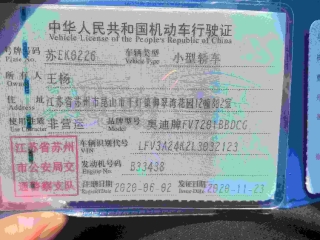 中华人民共和国机动车行驶证
Vehicle License of the People's Republic of China
号牌号码 苏EK0226 车辆类型 小型轿车
Plate No. Vehicle Type
所有人 王杨
Owner
住址 江苏省苏州市昆山市
Address
使用性质 非营运 品牌型号 奥迪牌FV7201BBDCG
Use Character Model
江苏省苏州
市公安局交
通警察支队
车辆识别代号 LFV3A24K2L3032123
VIN
发动机号码 B33438
Engine No.
注册日期 2020-06-02 发证日期 2020-11-23
Register Date Issue Date